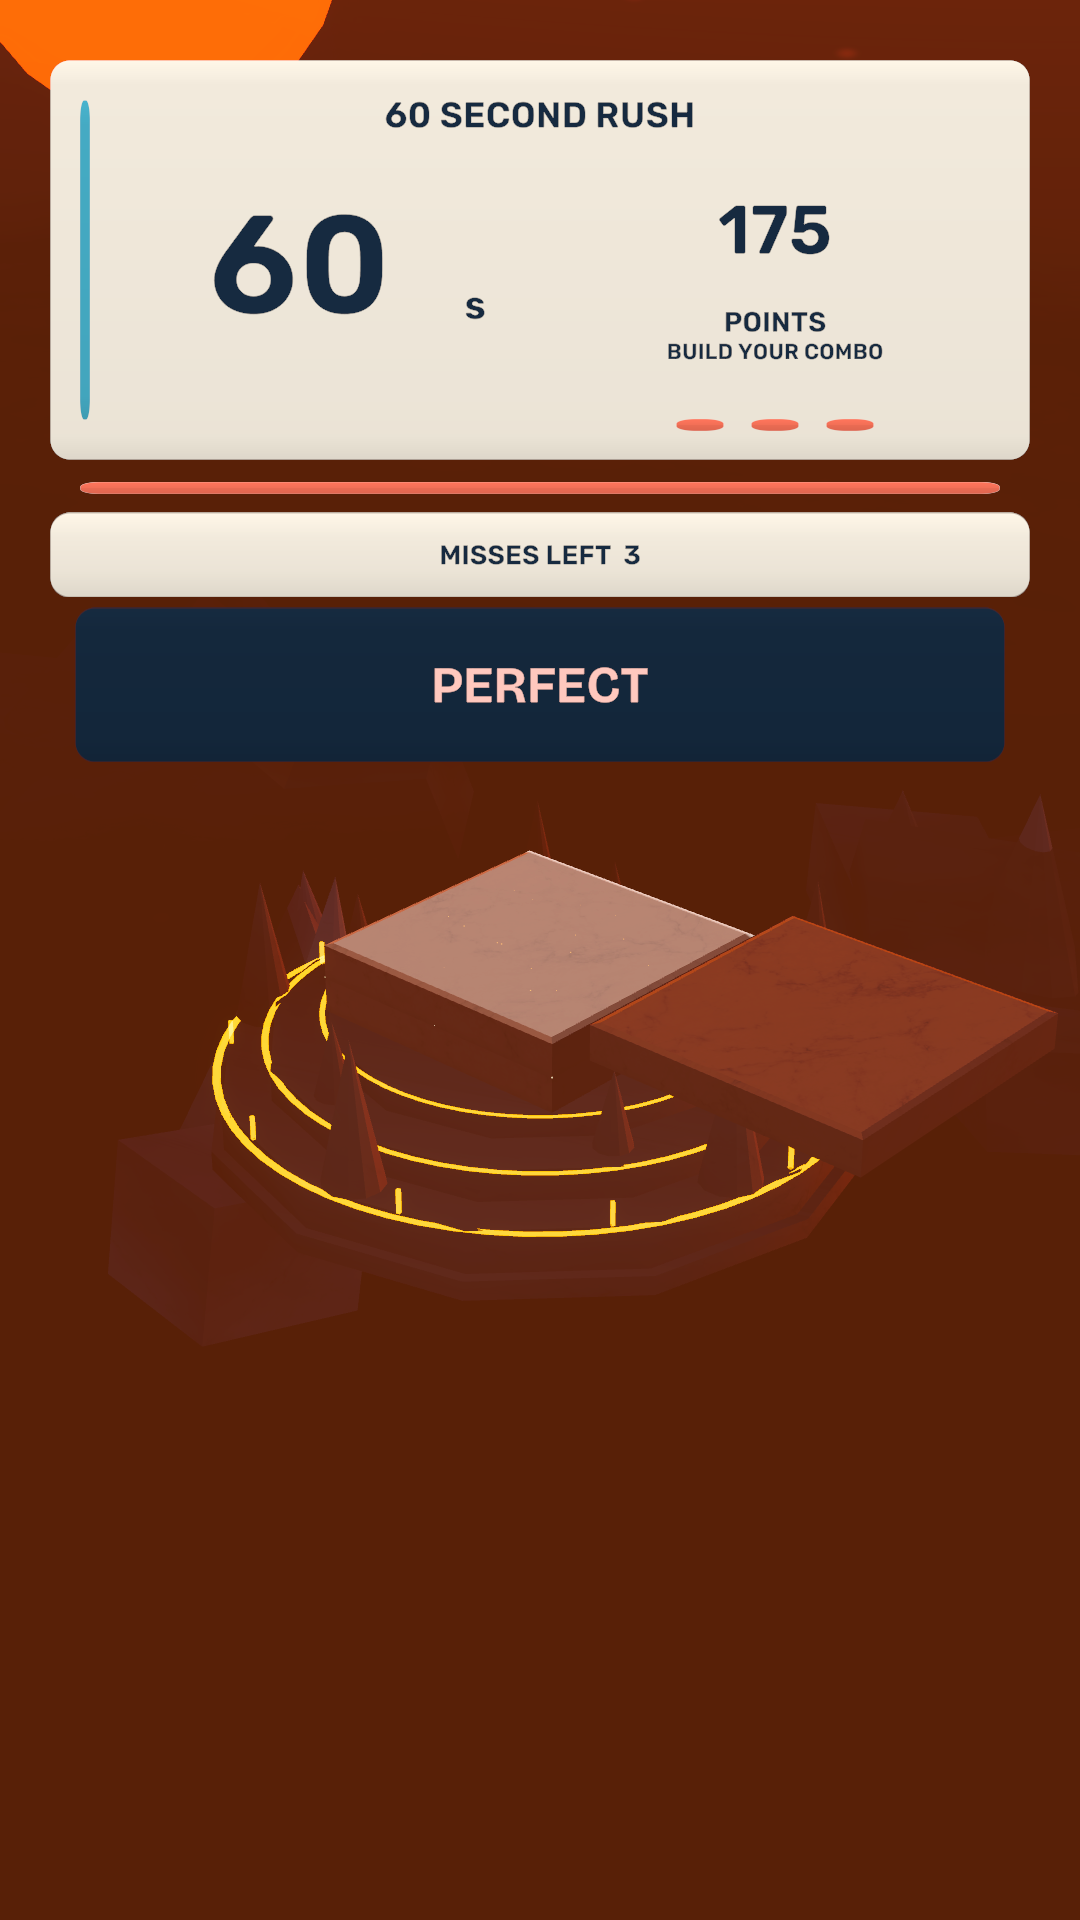 60 SECOND RUSH
60 s
175
POINTS
BUILD YOUR COMBO
MISSES LEFT 3
PERFECT